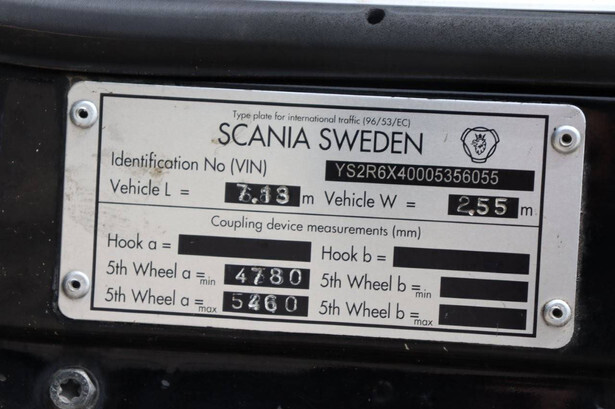 Type plate for international traffic (96/53/EC)
SCANIA SWEDEN
Identification No (VIN) YS2R6X40005356055
Vehicle L = 7.13 m Vehicle W = 2.55 m
Coupling device measurements (mm)
Hook a = Hook b =
5th Wheel a =min 4780 5th Wheel b =min
5th Wheel a =max 5460 5th Wheel b =max